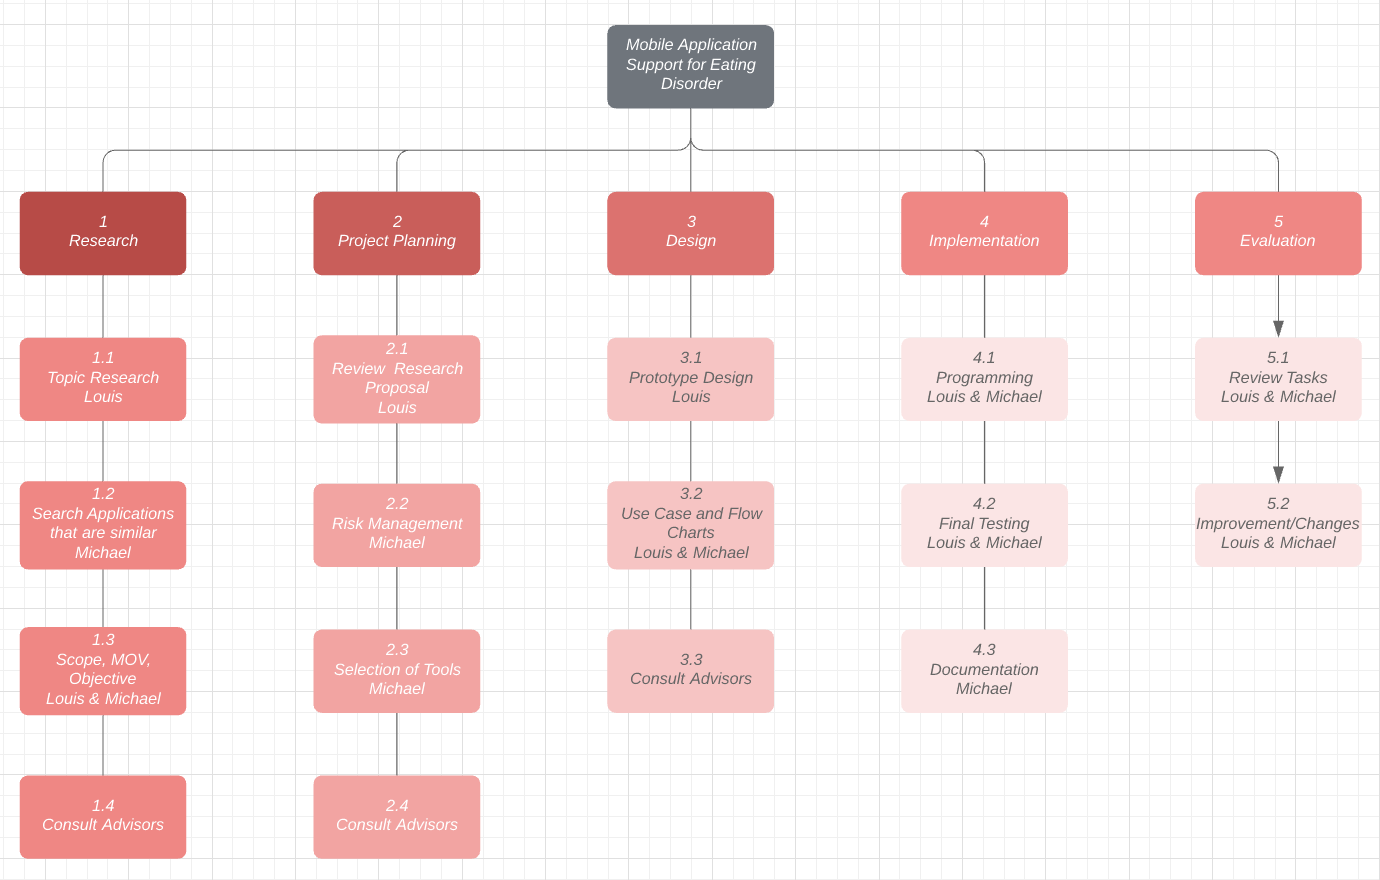 Mobile Application
Support for Eating
Disorder
1
Research
2
Project Planning
3
Design
4
Implementation
5
Evaluation
1.1
Topic Research
Louis
2.1
Review  Research
Proposal
Louis
3.1
Prototype Design
Louis
4.1
Programming
Louis & Michael
5.1
Review Tasks
Louis & Michael
1.2
Search Applications
that are similar
Michael
2.2
Risk Management
Michael
3.2
Use Case and Flow
Charts
Louis & Michael
4.2
Final Testing
Louis & Michael
5.2
Improvement/Changes
Louis & Michael
1.3
Scope, MOV,
Objective
Louis & Michael
2.3
Selection of Tools
Michael
3.3
Consult Advisors
4.3
Documentation
Michael
1.4
Consult Advisors
2.4
Consult Advisors